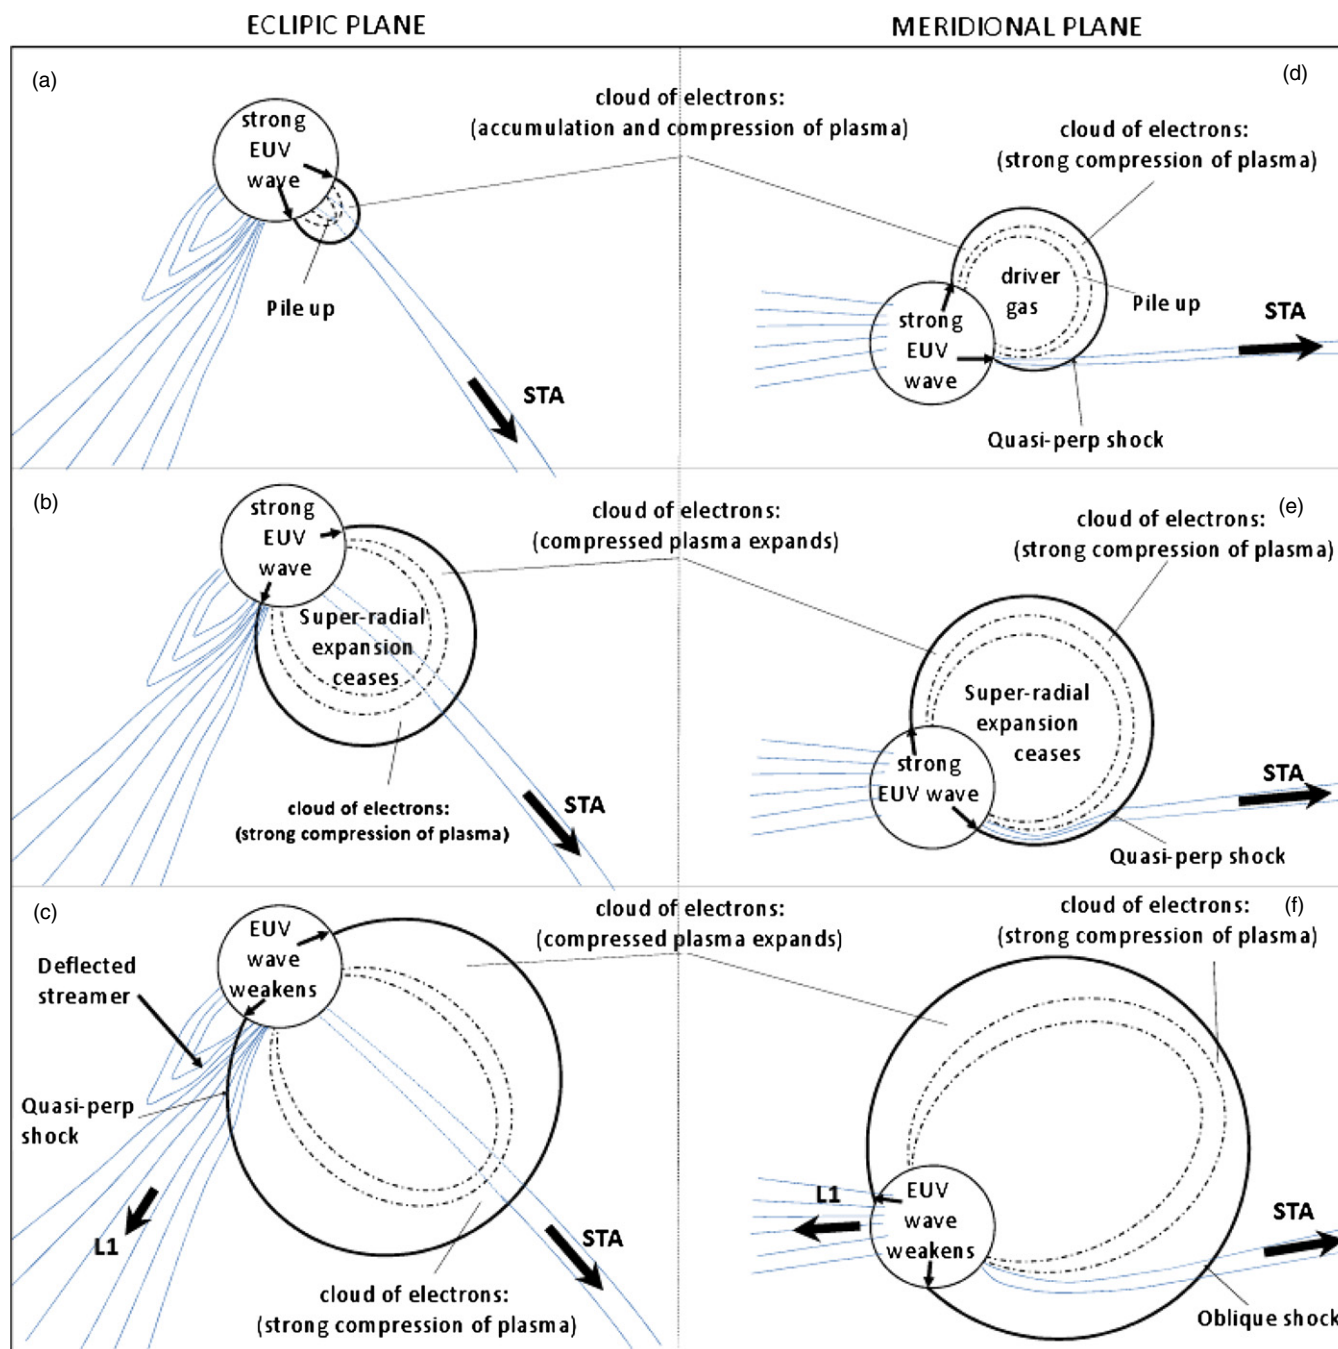 ECLIPIC PLANE
MERIDIONAL PLANE
(a)
strong
EUV
wave
cloud of electrons:
(accumulation and compression of plasma)
Pile up
STA
(d)
cloud of electrons:
(strong compression of plasma)
driver
gas
Pile up
strong
EUV
wave
STA
Quasi-perp shock
(b)
strong
EUV
wave
cloud of electrons:
(compressed plasma expands)
Super-radial
expansion
ceases
STA
cloud of electrons:
(strong compression of plasma)
(e)
cloud of electrons:
(strong compression of plasma)
Super-radial
expansion
ceases
strong
EUV wave
STA
Quasi-perp shock
(c)
EUV
wave
weakens
cloud of electrons:
(compressed plasma expands)
Deflected
streamer
Quasi-perp
shock
L1
STA
cloud of electrons:
(strong compression of plasma)
(f)
cloud of electrons:
(strong compression of plasma)
L1
EUV
wave
weakens
STA
Oblique shock